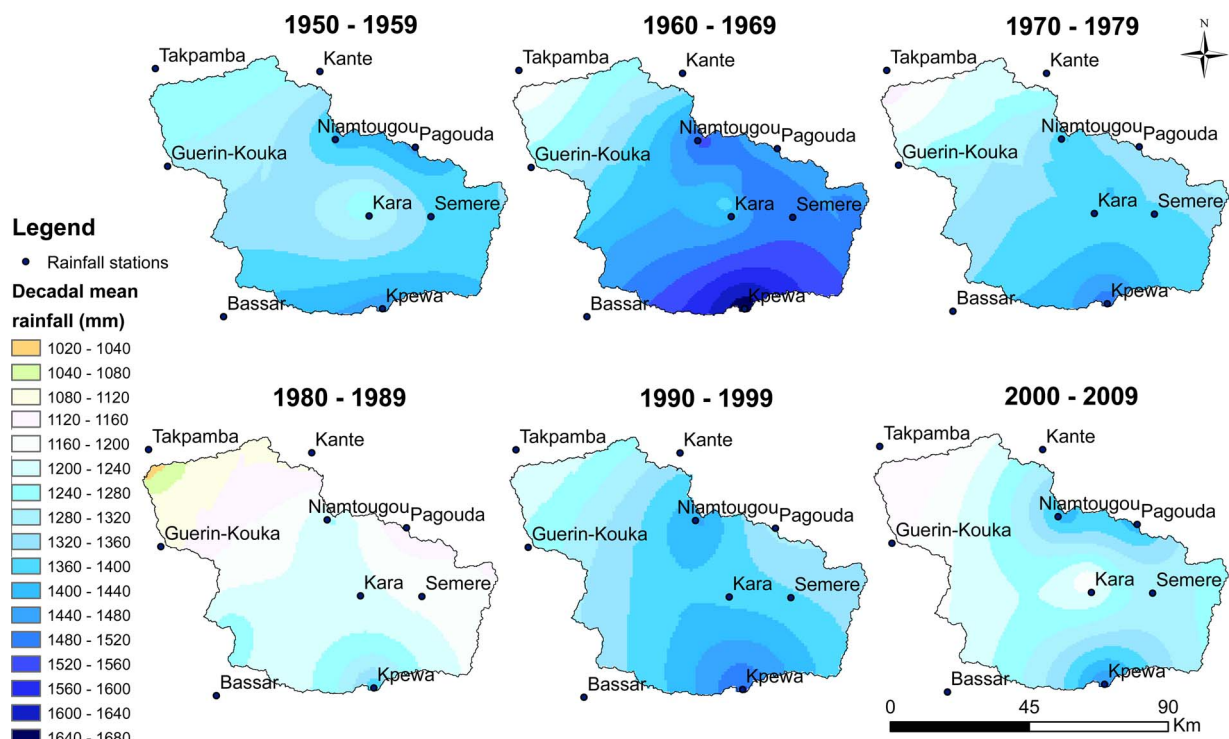 1950 - 1959
1960 - 1969
1970 - 1979
N
Takpamba
Kante
Niamtougou
Pagouda
Guerin-Kouka
Kara
Semere
Bassar
Kpewa
Takpamba
Kante
Niamtougou
Pagouda
Guerin-Kouka
Kara
Semere
Bassar
Kpewa
Takpamba
Kante
Niamtougou
Pagouda
Guerin-Kouka
Kara
Semere
Bassar
Kpewa
Legend
Rainfall stations
Decadal mean
rainfall (mm)
1020 - 1040
1040 - 1080
1080 - 1120
1120 - 1160
1160 - 1200
1200 - 1240
1240 - 1280
1280 - 1320
1320 - 1360
1360 - 1400
1400 - 1440
1440 - 1480
1480 - 1520
1520 - 1560
1560 - 1600
1600 - 1640
1640 - 1680
1980 - 1989
1990 - 1999
2000 - 2009
Takpamba
Kante
Niamtougou
Pagouda
Guerin-Kouka
Kara
Semere
Bassar
Kpewa
Takpamba
Kante
Niamtougou
Pagouda
Guerin-Kouka
Kara
Semere
Bassar
Kpewa
Takpamba
Kante
Niamtougou
Pagouda
Guerin-Kouka
Kara
Semere
Bassar
Kpewa
0 45 90
Km